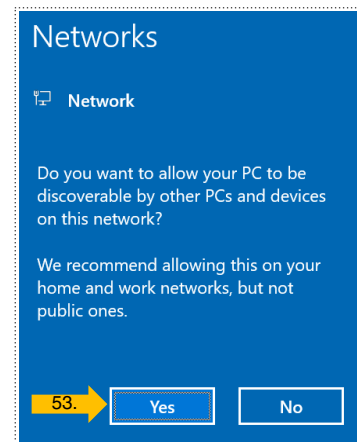 Networks
Network
Do you want to allow your PC to be
discoverable by other PCs and devices
on this network?
We recommend allowing this on your
home and work networks, but not
public ones.
53. Yes No